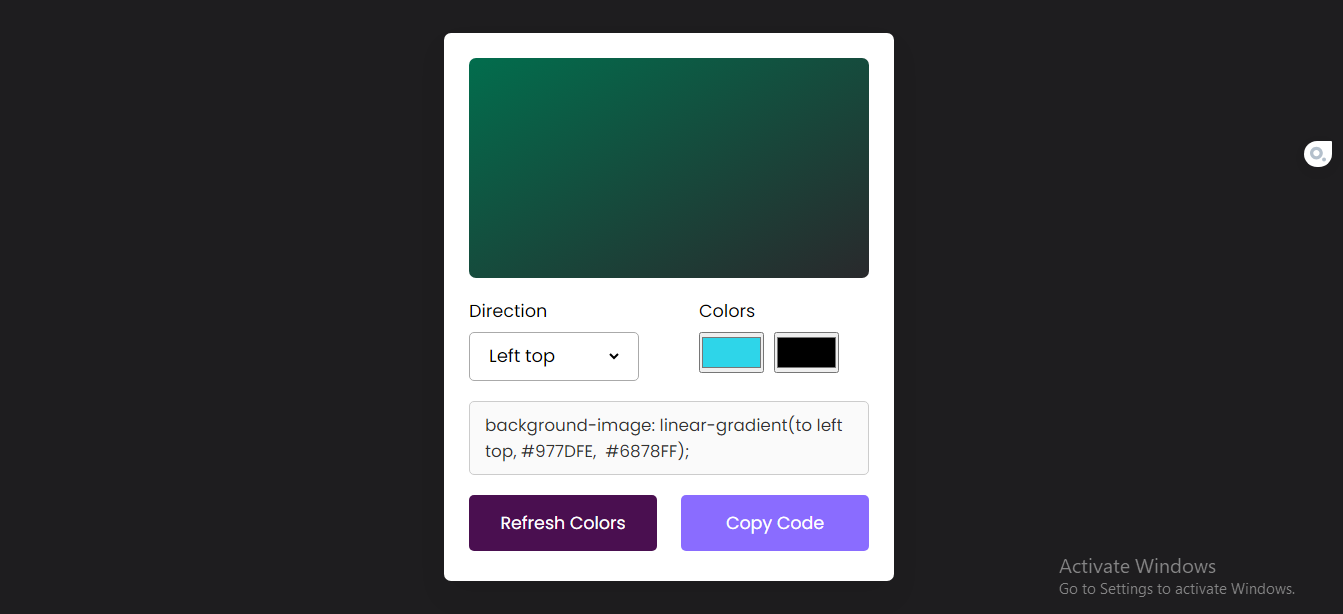 Direction
Colors
Left top
background-image: linear-gradient(to left
top, #977DFE,  #6878FF);
Refresh Colors
Copy Code
Activate Windows
Go to Settings to activate Windows.